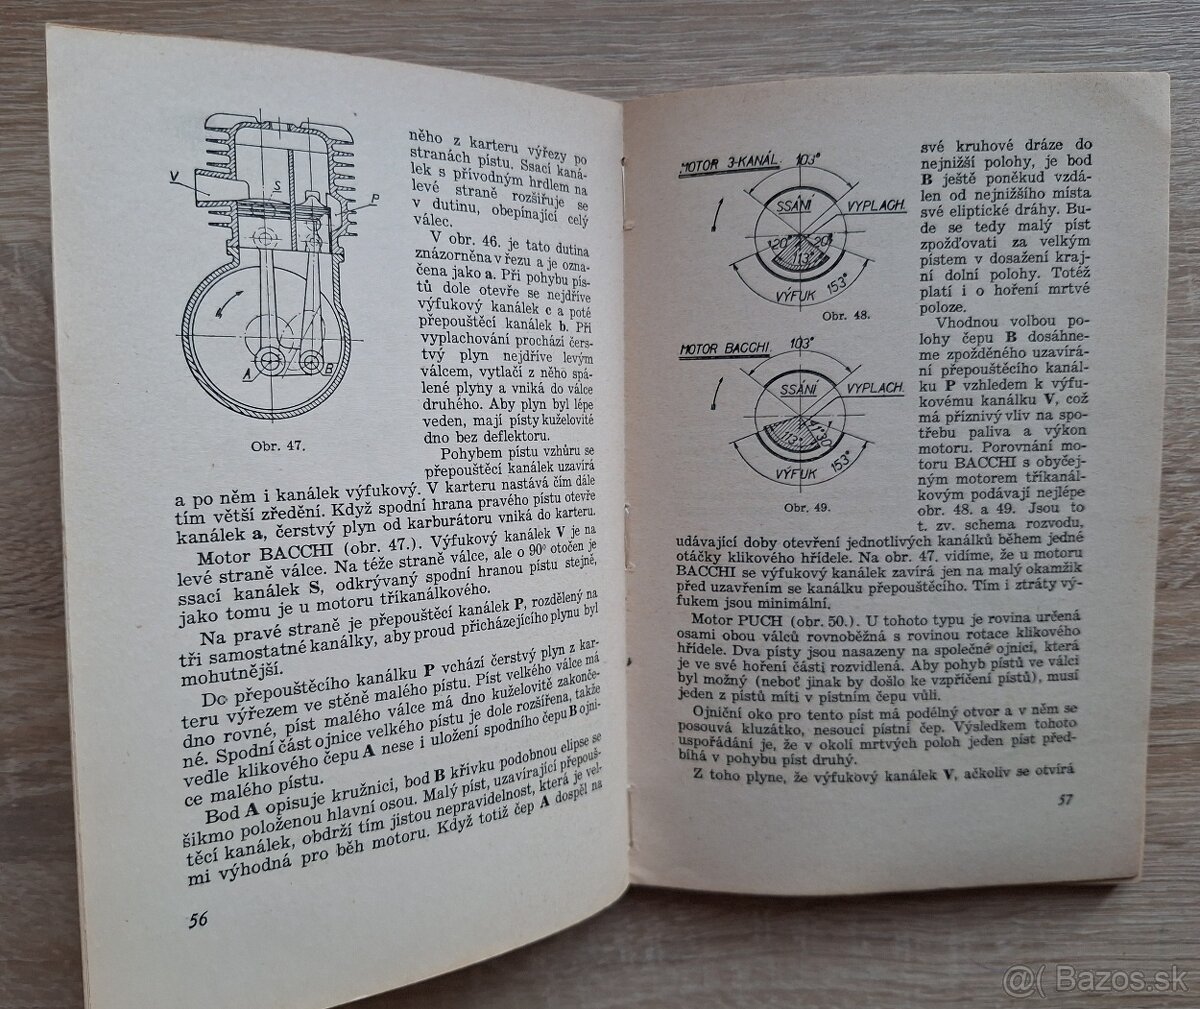 V
S
P
A
B
Obr. 47.
něho z karteru výřezy po
stranách pístu. Ssací kaná-
lek s přívodným hrdlem na
levé straně rozšiřuje se
v dutinu, obepínající celý
válec.
V obr. 46. je tato dutina
znázorněna v řezu a je ozna-
čena jako a. Při pohybu pís-
tů dole otevře se nejdříve
výfukový kanálek c a poté
přepouštěcí kanálek b. Při
vyplachování prochází čers-
tvý plyn nejdříve levým
válcem, vytlačí z něho spá-
lené plyny a vniká do válce
druhého. Aby plyn byl lépe
veden, mají písty kuželovité
dno bez deflektoru.
Pohybem pístu vzhůru se
přepouštěcí kanálek uzavírá
a po něm i kanálek výfukový. V karteru nastává čím dále
tím větší zředění. Když spodní hrana pravého pístu otevře
kanálek a, čerstvý plyn od karburátoru vniká do karteru.
Motor BACCHI (obr. 47.). Výfukový kanálek V je na
levé straně válce. Na téže straně válce, ale o 90° otočen je
ssací kanálek S, odkrývaný spodní hranou pístu stejně,
jako tomu je u motoru tříkanálkového.
Na pravé straně je přepouštěcí kanálek P, rozdělený na
tři samostatné kanálky, aby proud přicházejícího plynu byl
mohutnější.
Do přepouštěcího kanálku P vchází čerstvý plyn z kar-
teru výřezem ve stěně malého pístu. Píst velkého válce má
dno rovné, píst malého válce má dno kuželovitě zakonče-
né. Spodní část ojnice velkého pístu je dole rozšířena, takže
vedle klikového čepu A nese i uložení spodního čepu B ojni-
ce malého pístu.
Bod A opisuje kružnici, bod B křivku podobnou elipse se
šikmo položenou hlavní osou. Malý píst, uzavírající přepouš-
těcí kanálek, obdrží tím jistou nepravidelnost, která je vel-
mi výhodná pro běh motoru. Když totiž čep A dospěl na
56
MOTOR 3-KANÁL.
103°
SSÁNÍ
VYPLACH.
20°
20°
113°
VÝFUK
153°
Obr. 48.
MOTOR BACCHI.
103°
SSÁNÍ
VYPLACH.
113°
VÝFUK
153°
Obr. 49.
své kruhové dráze do
nejnižší polohy, je bod
B ještě poněkud vzdá-
len od nejnižšího místa
své eliptické dráhy. Bu-
de se tedy malý píst
zpožďovati za velkým
pístem v dosažení kraj-
ní dolní polohy. Totéž
platí i o hoření mrtvé
poloze.
Vhodnou volbou po-
lohy čepu B dosáhne-
me zpožděného uzavírá-
ní přepouštěcího kanál-
ku P vzhledem k výfu-
kovému kanálku V, což
má příznivý vliv na spo-
třebu paliva a výkon
motoru. Porovnání mo-
toru BACCHI s obyčej-
ným motorem tříkanál-
kovým podávají nejlépe
obr. 48. a 49. Jsou to
t. zv. schema rozvodu,
udávající doby otevření jednotlivých kanálků během jedné
otáčky klikového hřídele. Na obr. 47. vidíme, že u motoru
BACCHI se výfukový kanálek zavírá jen na malý okamžik
před uzavřením se kanálku přepouštěcího. Tím i ztráty vý-
fukem jsou minimální.
Motor PUCH (obr. 50.). U tohoto typu je rovina určená
osami obou válců rovnoběžná s rovinou rotace klikového
hřídele. Dva písty jsou nasazeny na společné ojnici, která
je ve své hoření části rozvidlená. Aby pohyb pístů ve válci
byl možný (neboť jinak by došlo ke vzpříčení pístů), musí
jeden z pístů míti v pístním čepu vůli.
Ojniční oko pro tento píst má podélný otvor a v něm se
posouvá kluzátko, nesoucí pístní čep. Výsledkem tohoto
uspořádání je, že v okolí mrtvých poloh jeden píst před-
bíhá v pohybu píst druhý.
Z toho plyne, že výfukový kanálek V, ačkoliv se otvírá
57
@( Bazos.sk